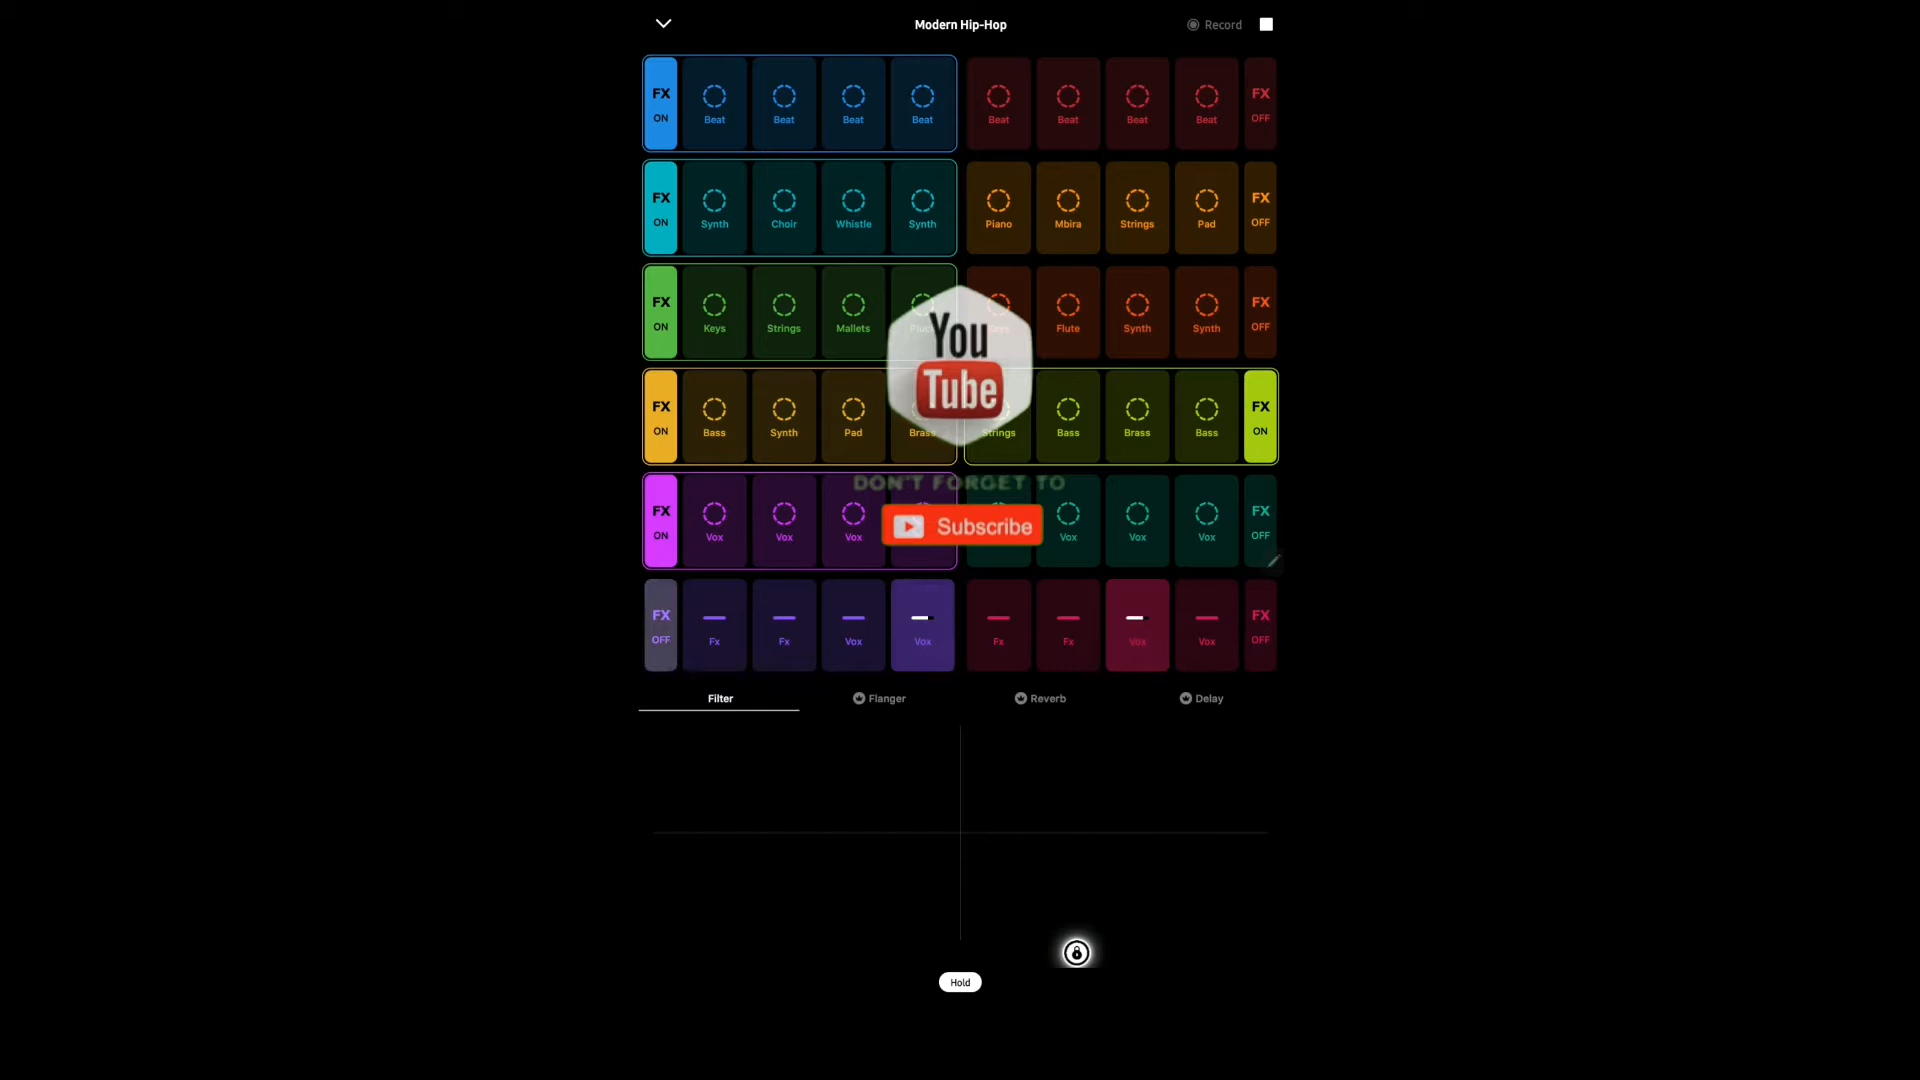 Modern Hip-Hop
Record
FX Beat Beat Beat Beat Beat Beat Beat Beat FX
ON OFF
FX Synth Choir Whistle Synth Piano Mbira Strings Pad FX
ON OFF
FX Keys Strings Mallets Pluck Keys Flute Synth Synth FX
ON OFF
You
Tube
FX Bass Synth Pad Brass Strings Bass Brass Bass FX
ON ON
DON'T FORGET TO
Subscribe
FX Vox Vox Vox Vox Vox Vox FX
ON OFF
FX Fx Fx Vox Vox Fx Fx Vox Vox FX
OFF OFF
Filter Flanger Reverb Delay
Hold